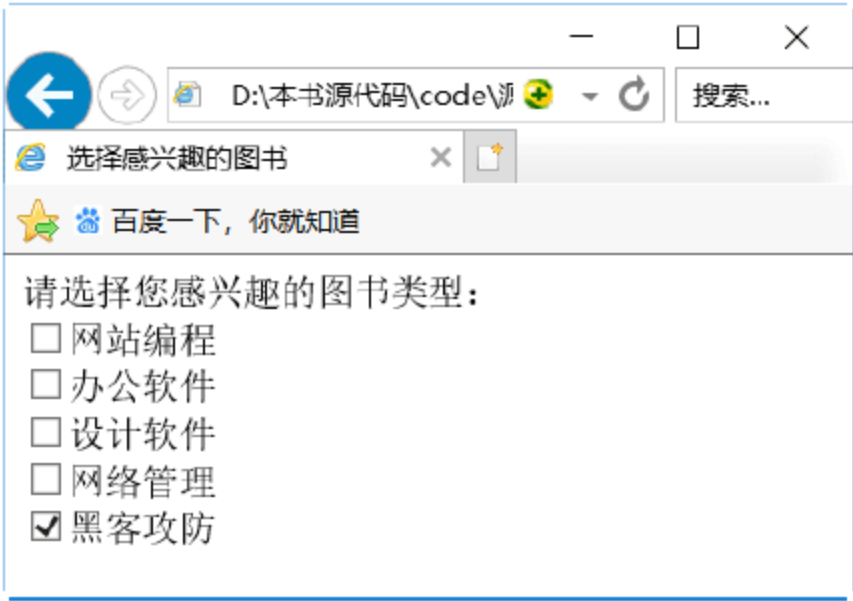 D:\本书源代码\code\源
搜索...
选择感兴趣的图书
百度一下，你就知道
请选择您感兴趣的图书类型：
网站编程
办公软件
设计软件
网络管理
黑客攻防